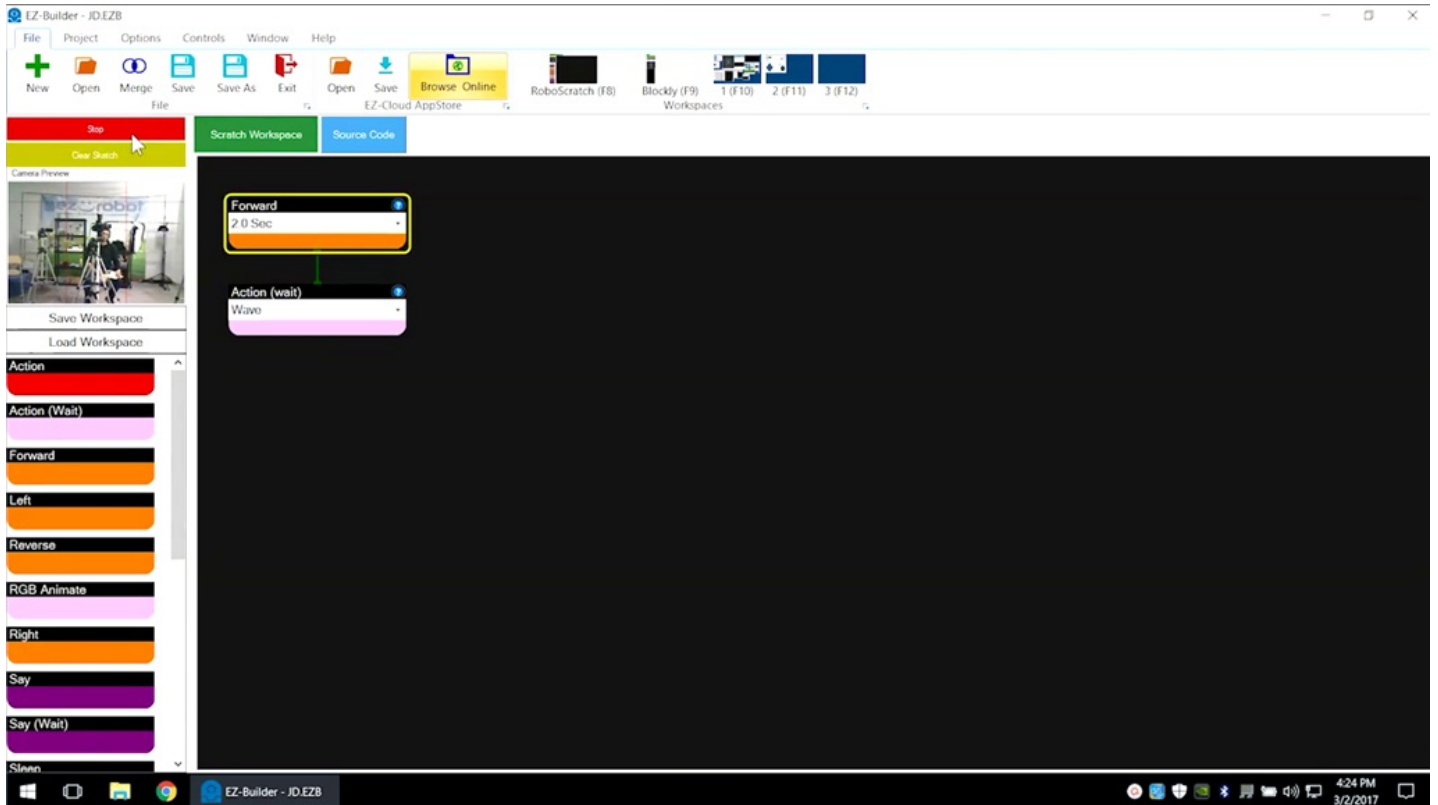 EZ-Builder - JD.EZB
File Project Options Controls Window Help
New Open Merge Save Save As Exit Open Save Browse Online RoboScratch (F8) Blockly (F9) 1 (F10) 2 (F11) 3 (F12)
File EZ-Cloud AppStore Workspaces
Stop
Clear Sketch
Scratch Workspace Source Code
Camera Preview
ez robot
Forward
2.0 Sec
Action (wait)
Wave
Save Workspace
Load Workspace
Action
Action (Wait)
Forward
Left
Reverse
RGB Animate
Right
Say
Say (Wait)
Sleep
EZ-Builder - JD.EZB
4:24 PM
3/2/2017